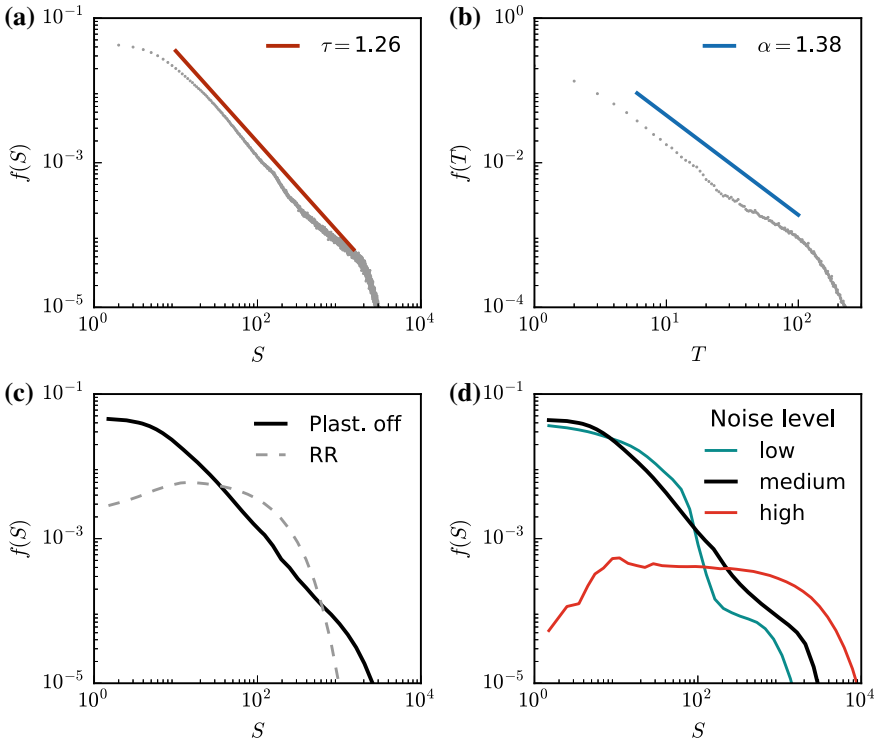 (a)
10^{-1}
10^{-3}
10^{-5}
f(S)
τ = 1.26
10^0
10^2
10^4
S
(b)
10^0
10^{-2}
10^{-4}
f(T)
α = 1.38
10^0
10^1
10^2
T
(c)
10^{-1}
10^{-3}
10^{-5}
f(S)
Plast. off
RR
10^0
10^2
10^4
S
(d)
10^{-1}
10^{-3}
10^{-5}
f(S)
Noise level
low
medium
high
10^0
10^2
10^4
S